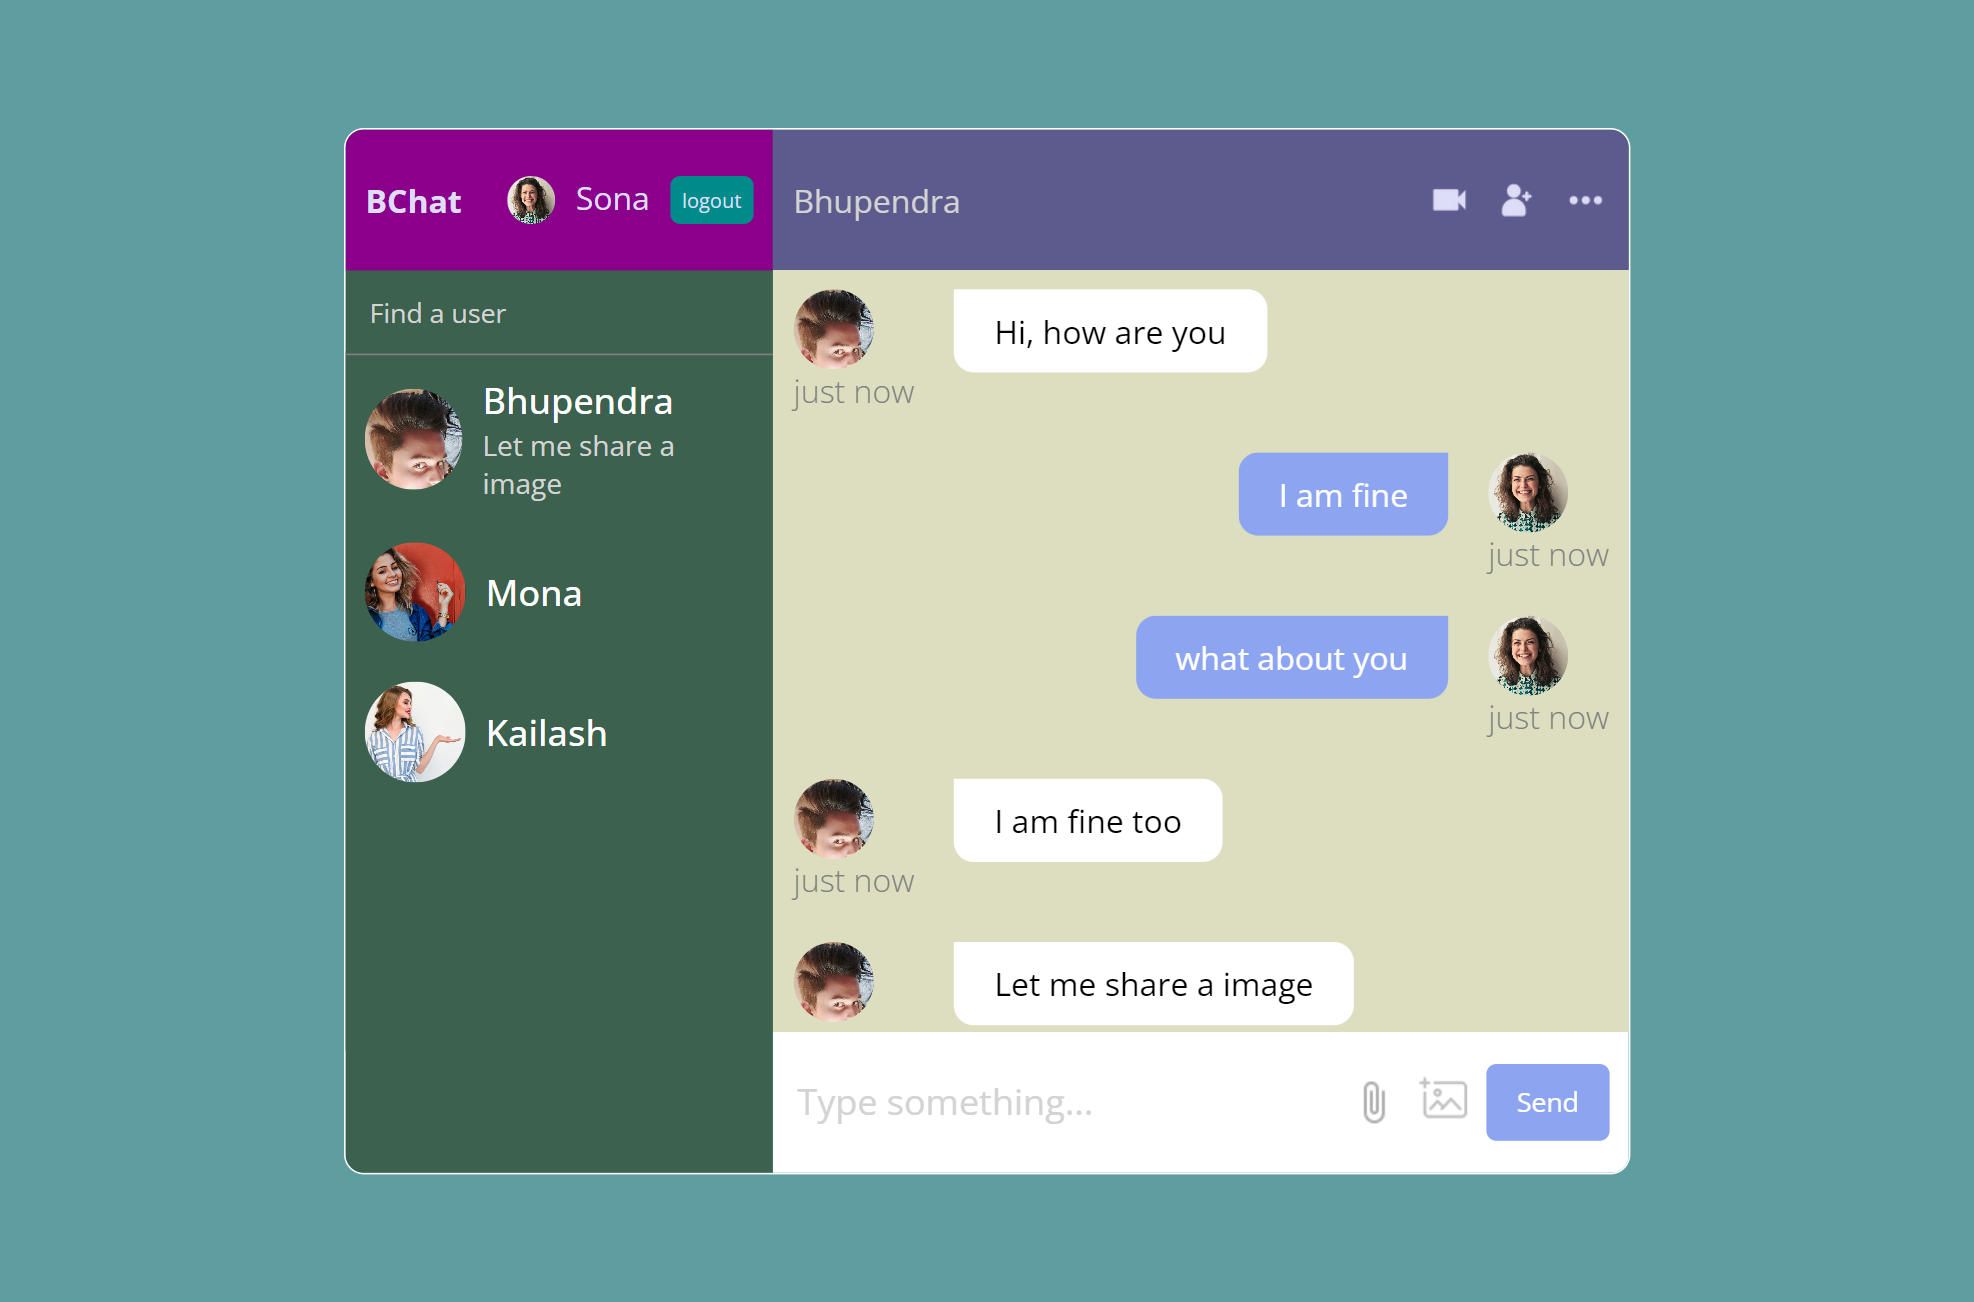 BChat
Sona
logout
Find a user
Bhupendra
Let me share a
image
Mona
Kailash
Bhupendra
Hi, how are you
just now
I am fine
just now
what about you
just now
I am fine too
just now
Let me share a image
Type something...
Send